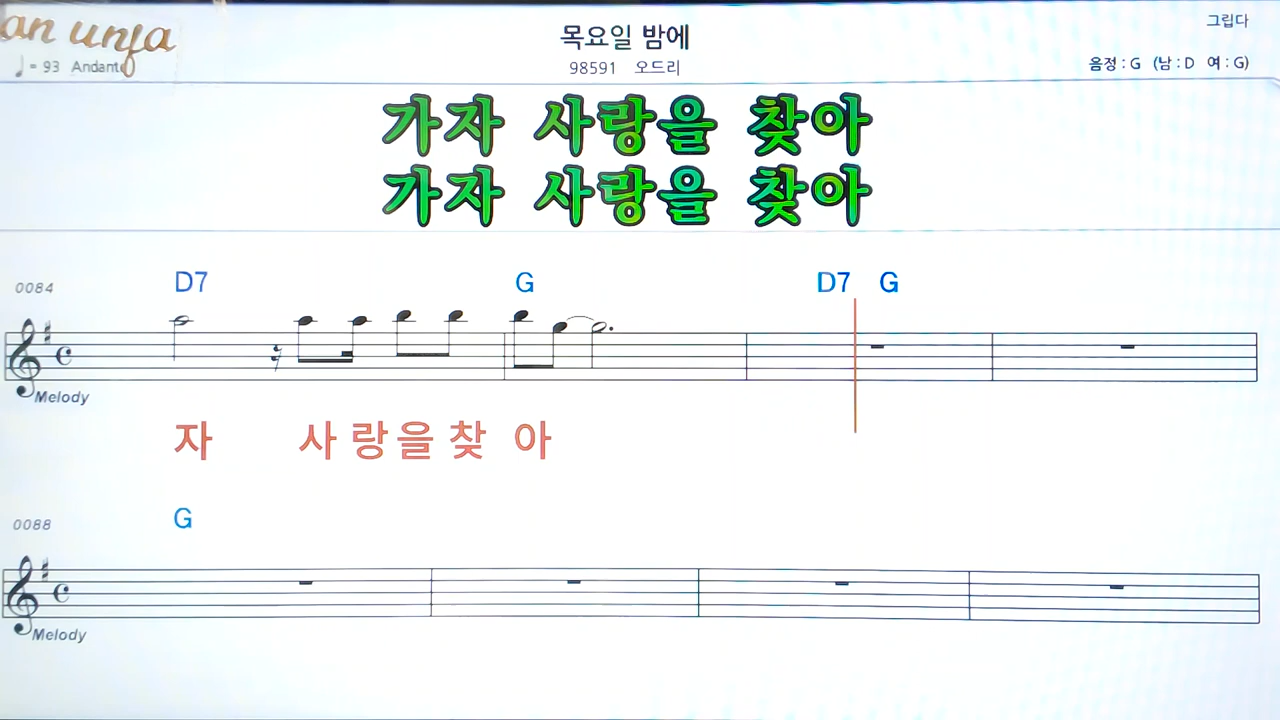 an unja
♩= 93 Andant
목요일 밤에
98591 오드리
그립다
음정 : G (남 : D 여 : G)
가자 사랑을 찾아
가자 사랑을 찾아
0084 D7 G D7 G
Melody
자 사랑을찾 아
0088 G
Melody